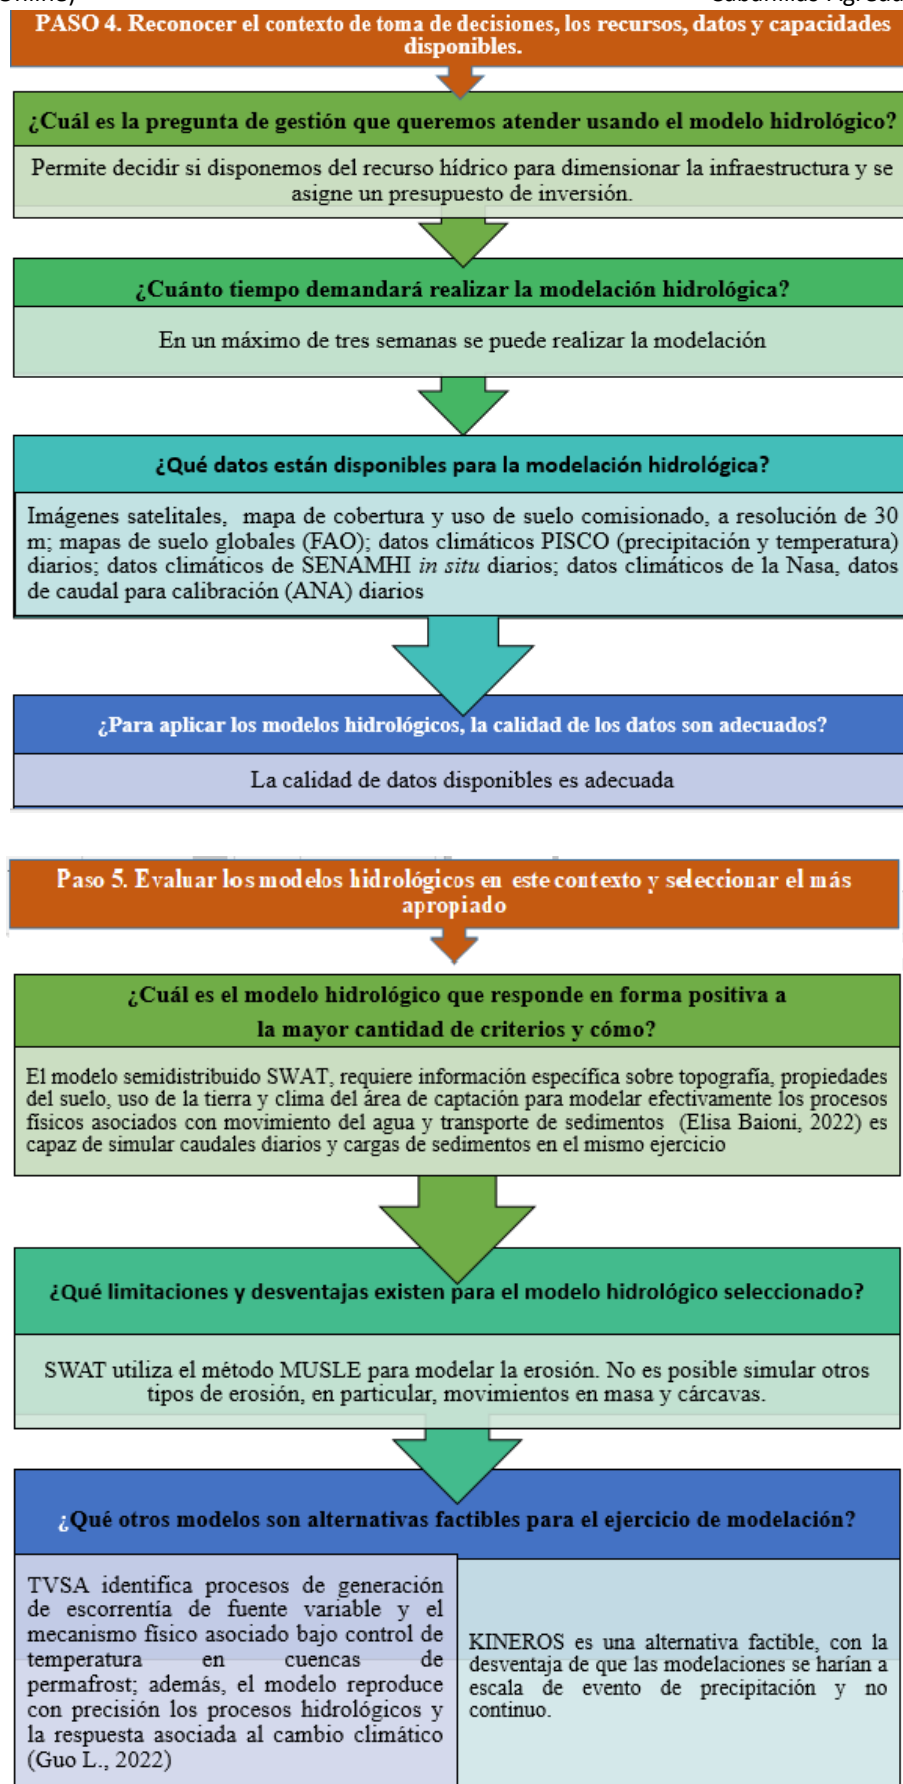 PASO 4. Reconocer el contexto de toma de decisiones, los recursos, datos y capacidades
disponibles.
¿Cuál es la pregunta de gestión que queremos atender usando el modelo hidrológico?
Permite decidir si disponemos del recurso hídrico para dimensionar la infraestructura y se
asigne un presupuesto de inversión.
¿Cuánto tiempo demandará realizar la modelación hidrológica?
En un máximo de tres semanas se puede realizar la modelación
¿Qué datos están disponibles para la modelación hidrológica?
Imágenes satelitales, mapa de cobertura y uso de suelo comisionado, a resolución de 30
m; mapas de suelo globales (FAO); datos climáticos PISCO (precipitación y temperatura)
diarios; datos climáticos de SENAMHI in situ diarios; datos climáticos de la Nasa, datos
de caudal para calibración (ANA) diarios
¿Para aplicar los modelos hidrológicos, la calidad de los datos son adecuados?
La calidad de datos disponibles es adecuada
Paso 5. Evaluar los modelos hidrológicos en este contexto y seleccionar el más
apropiado
¿Cuál es el modelo hidrológico que responde en forma positiva a
la mayor cantidad de criterios y cómo?
El modelo semidistribuido SWAT, requiere información específica sobre topografía, propiedades
del suelo, uso de la tierra y clima del área de captación para modelar efectivamente los procesos
físicos asociados con movimiento del agua y transporte de sedimentos (Elisa Baioni, 2022) es
capaz de simular caudales diarios y cargas de sedimentos en el mismo ejercicio
¿Qué limitaciones y desventajas existen para el modelo hidrológico seleccionado?
SWAT utiliza el método MUSLE para modelar la erosión. No es posible simular otros
tipos de erosión, en particular, movimientos en masa y cárcavas.
¿Qué otros modelos son alternativas factibles para el ejercicio de modelación?
TVSA identifica procesos de generación
de escorrentía de fuente variable y el
mecanismo físico asociado bajo control de
temperatura en cuencas de
permafrost; además, el modelo reproduce
con precisión los procesos hidrológicos y
la respuesta asociada al cambio climático
(Guo L., 2022)
KINEROS es una alternativa factible, con la
desventaja de que las modelaciones se harían a
escala de evento de precipitación y no
continuo.